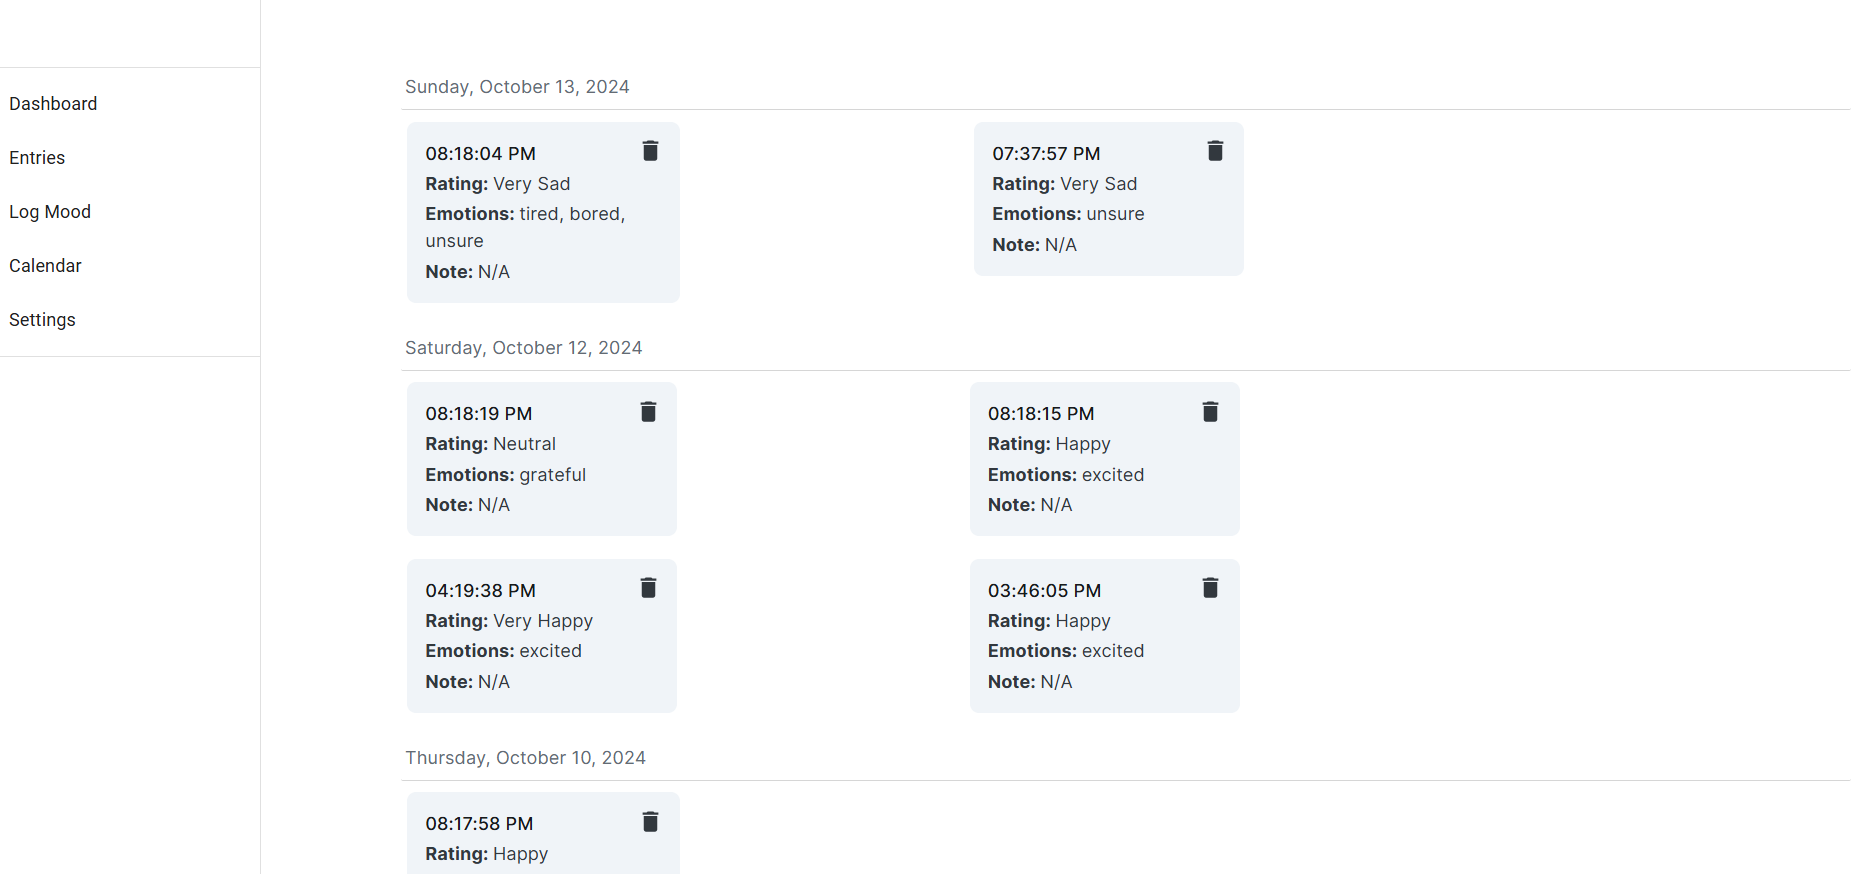 Dashboard
Entries
Log Mood
Calendar
Settings
Sunday, October 13, 2024
08:18:04 PM
Rating: Very Sad
Emotions: tired, bored,
unsure
Note: N/A
07:37:57 PM
Rating: Very Sad
Emotions: unsure
Note: N/A
Saturday, October 12, 2024
08:18:19 PM
Rating: Neutral
Emotions: grateful
Note: N/A
08:18:15 PM
Rating: Happy
Emotions: excited
Note: N/A
04:19:38 PM
Rating: Very Happy
Emotions: excited
Note: N/A
03:46:05 PM
Rating: Happy
Emotions: excited
Note: N/A
Thursday, October 10, 2024
08:17:58 PM
Rating: Happy